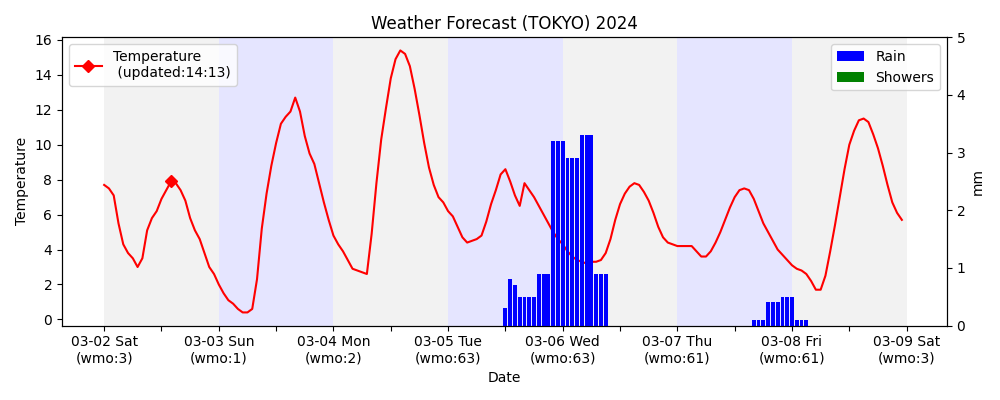 Weather Forecast (TOKYO) 2024
Temperature
(updated:14:13)
Rain
Showers
16
14
12
10
8
6
4
2
0
Temperature
5
4
3
2
1
0
mm
03-02 Sat
(wmo:3)
03-03 Sun
(wmo:1)
03-04 Mon
(wmo:2)
03-05 Tue
(wmo:63)
03-06 Wed
(wmo:63)
03-07 Thu
(wmo:61)
03-08 Fri
(wmo:61)
03-09 Sat
(wmo:3)
Date